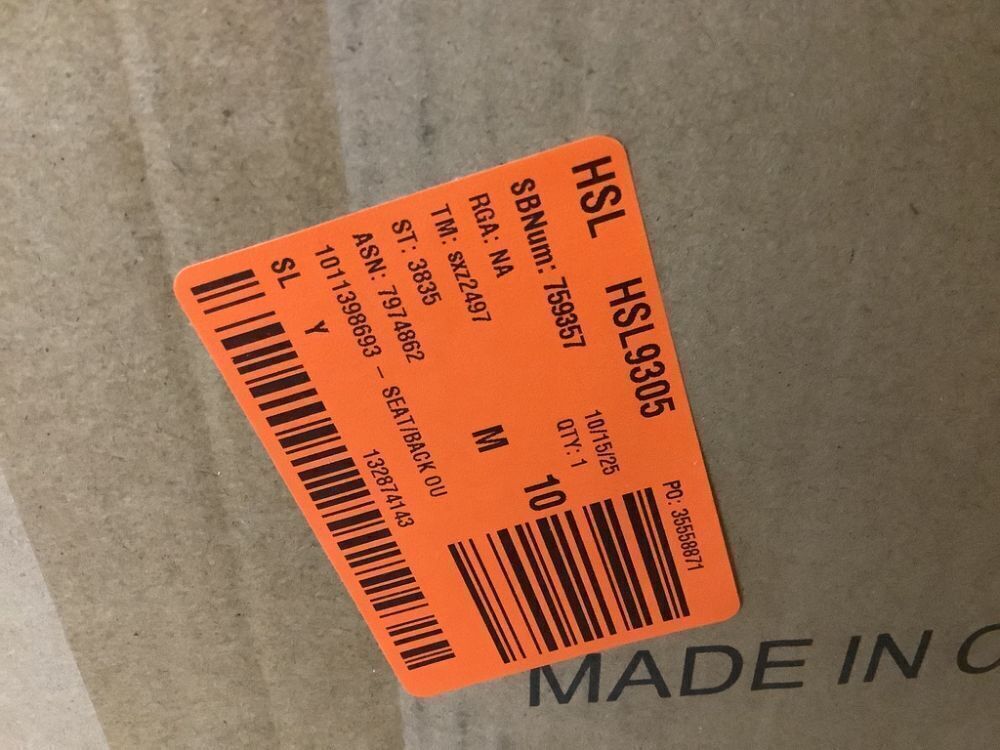 HSL HSL9305 PO: 35558871
SBNum: 759357 10/15/25
RGA: NA QTY: 1
TM: sxz2497
ST: 3835 M 10
ASN: 7974862
1011398693 - SEAT/BACK OU
SL Y 132874143
MADE IN